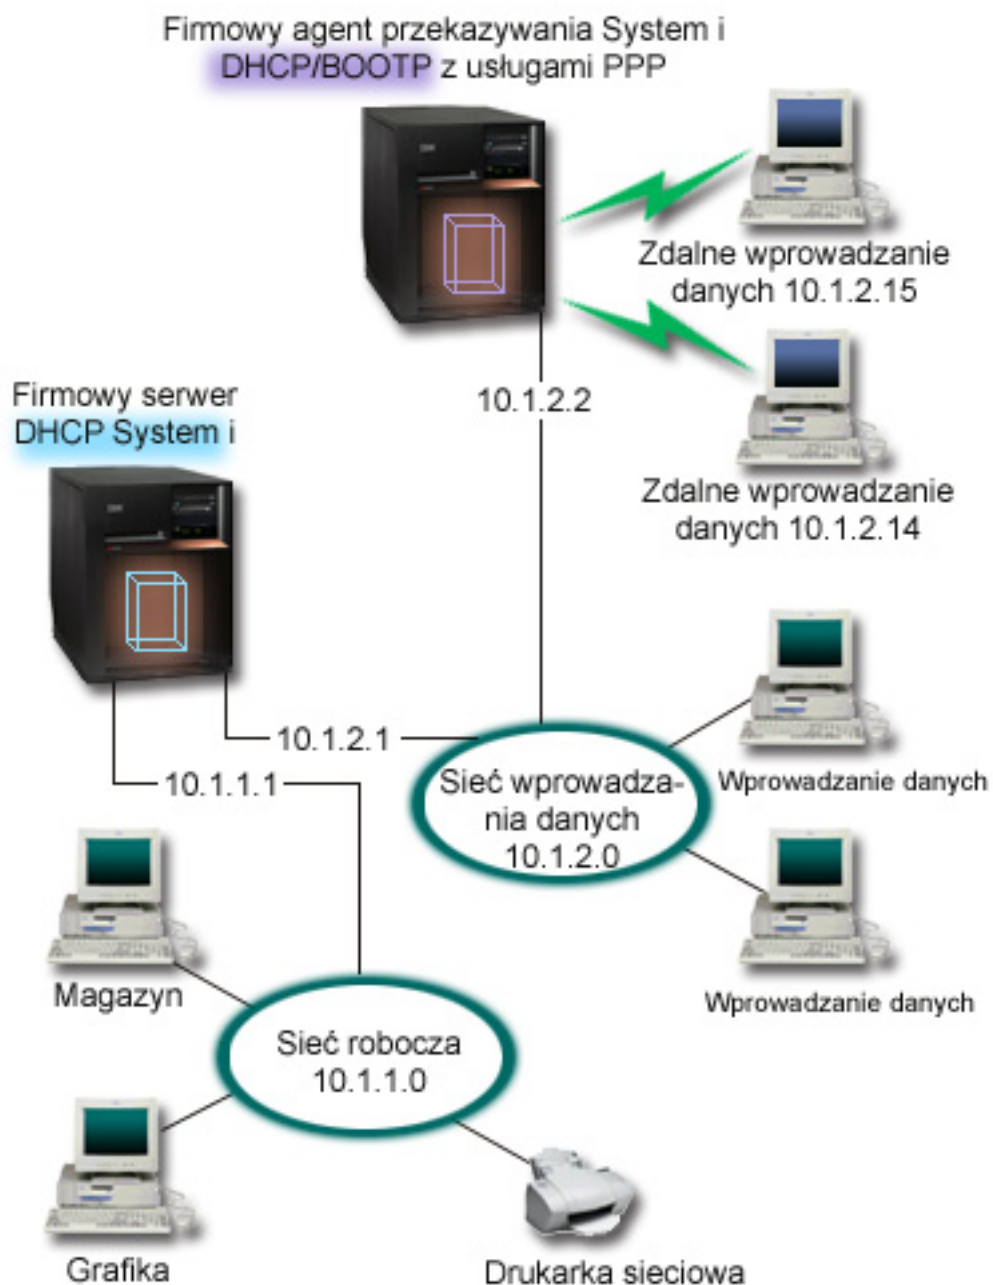 Firmowy agent przekazywania System i
DHCP/BOOTP z usługami PPP
Zdalne wprowadzanie
danych 10.1.2.15
10.1.2.2
Firmowy serwer
DHCP System i
Zdalne wprowadzanie
danych 10.1.2.14
10.1.2.1
10.1.1.1
Sieć wprowadza-
nia danych
10.1.2.0
Wprowadzanie danych
Magazyn
Wprowadzanie danych
Sieć robocza
10.1.1.0
Grafika
Drukarka sieciowa